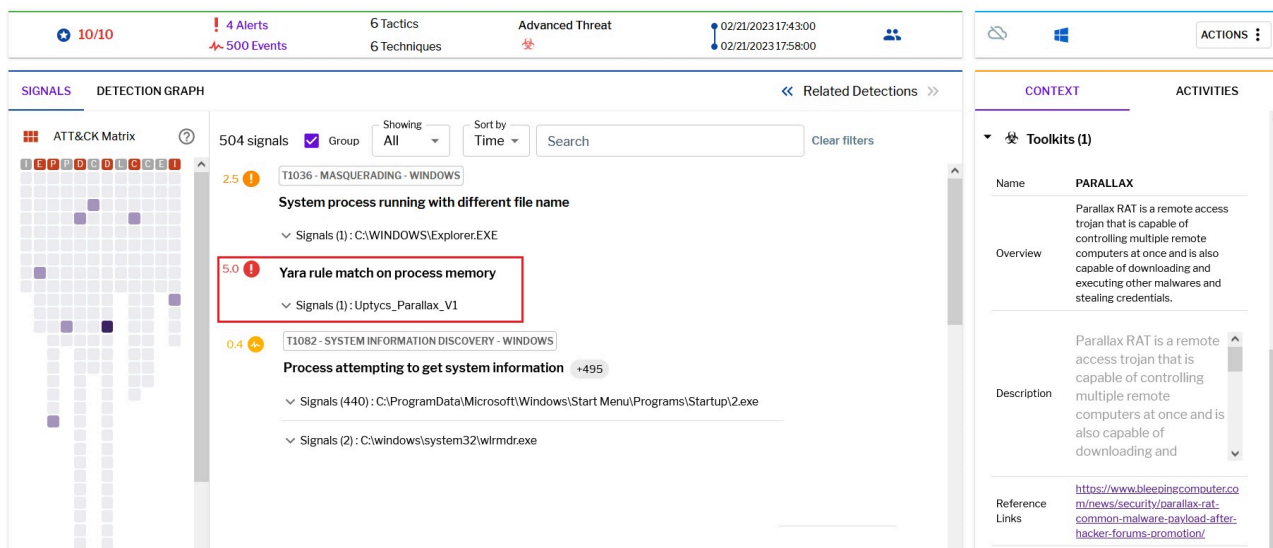 10/10
4 Alerts
500 Events
6 Tactics
6 Techniques
Advanced Threat
02/21/2023 17:43:00
02/21/2023 17:58:00
ACTIONS
SIGNALS DETECTION GRAPH
Related Detections
CONTEXT ACTIVITIES
ATT&CK Matrix
I E P P D C D L C C E I
504 signals
Group
Showing
All
Sort by
Time
Search
Clear filters
2.5
T1036 - MASQUERADING - WINDOWS
System process running with different file name
Signals (1) : C:\WINDOWS\Explorer.EXE
5.0
Yara rule match on process memory
Signals (1) : Uptycs_Parallax_V1
0.4
T1082 - SYSTEM INFORMATION DISCOVERY - WINDOWS
Process attempting to get system information +495
Signals (440) : C:\ProgramData\Microsoft\Windows\Start Menu\Programs\Startup\2.exe
Signals (2) : C:\windows\system32\wlrmdr.exe
Toolkits (1)
Name PARALLAX
Overview
Parallax RAT is a remote access
trojan that is
capable of
controlling multiple remote
computers at once and is also
capable of downloading and
executing other malwares and
stealing credentials.
Description
Parallax RAT is a remote
access trojan that is
capable of controlling
multiple remote
computers at once and is
also capable of
downloading and
Reference
Links
https://www.bleepingcomputer.co
m/news/security/parallax-rat-
common-malware-payload-after-
hacker-forums-promotion/